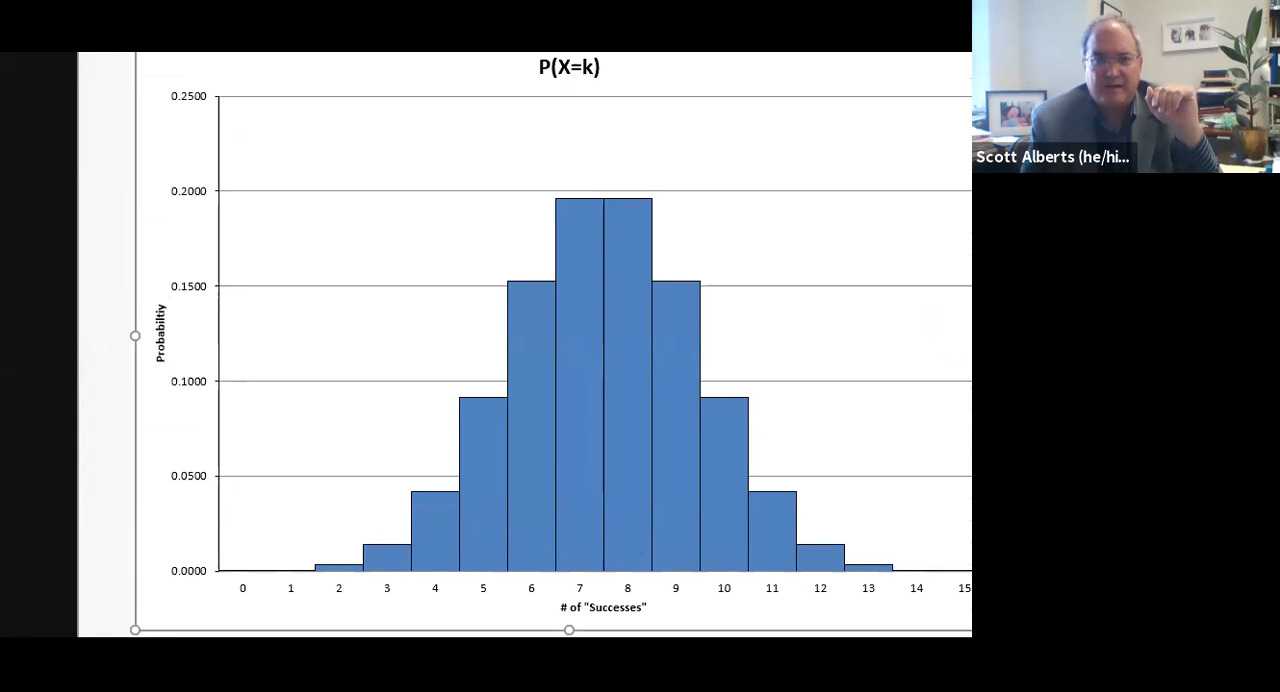 P(X=k)
0.2500
0.2000
0.1500
0.1000
0.0500
0.0000
Probabiltiy
0 1 2 3 4 5 6 7 8 9 10 11 12 13 14 15
# of "Successes"
Scott Alberts (he/hi...